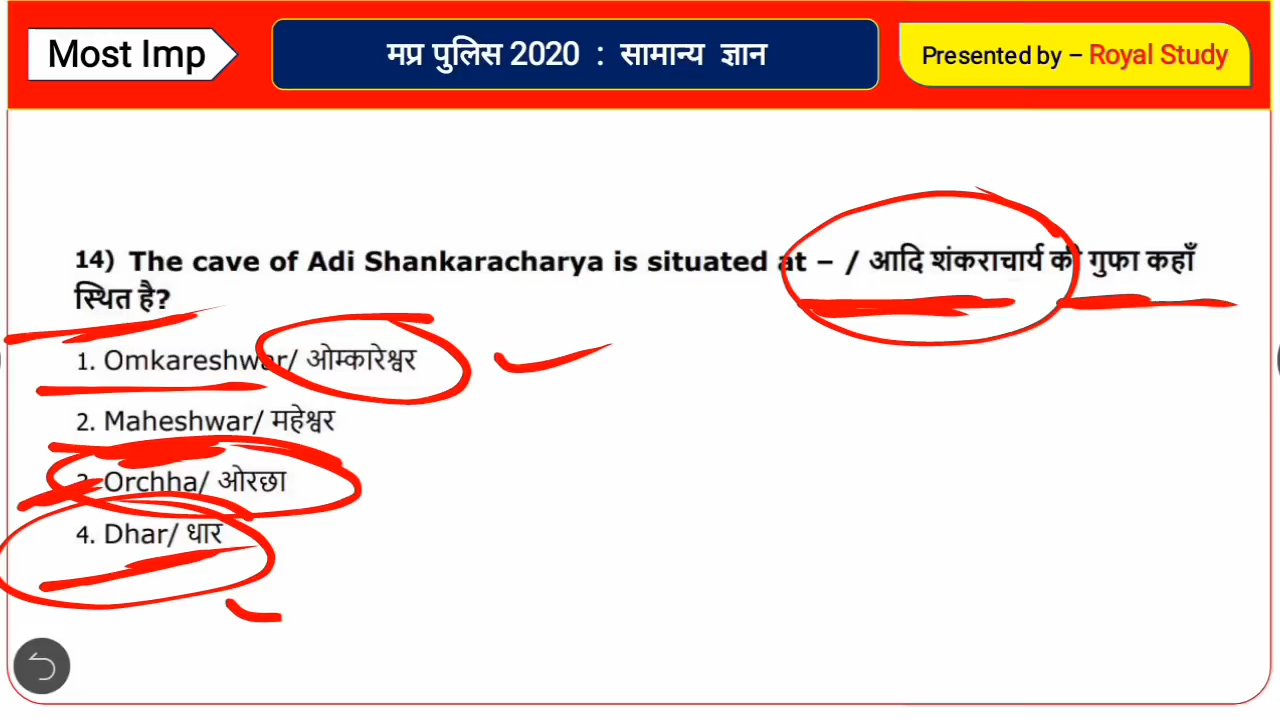 Most Imp
मप्र पुलिस 2020 : सामान्य ज्ञान
Presented by – Royal Study
14) The cave of Adi Shankaracharya is situated at – / आदि शंकराचार्य की गुफा कहाँ
स्थित है?
1. Omkareshwar/ ओम्कारेश्वर
2. Maheshwar/ महेश्वर
3. Orchha/ ओरछा
4. Dhar/ धार